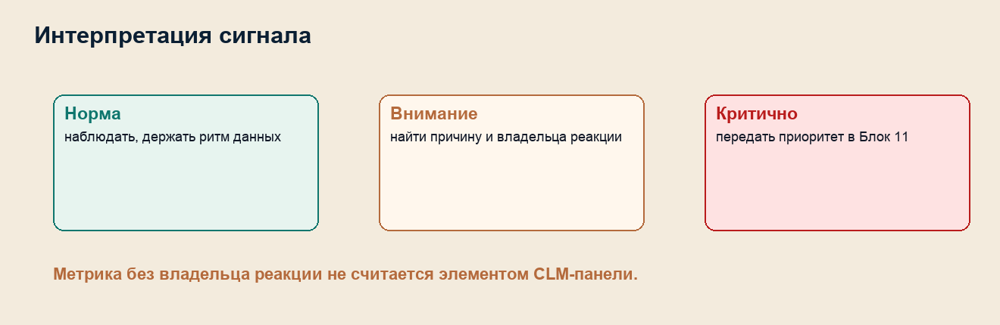 Интерпретация сигнала
Норма
наблюдать, держать ритм данных
Внимание
найти причину и владельца реакции
Критично
передать приоритет в Блок 11
Метрика без владельца реакции не считается элементом CLM-панели.